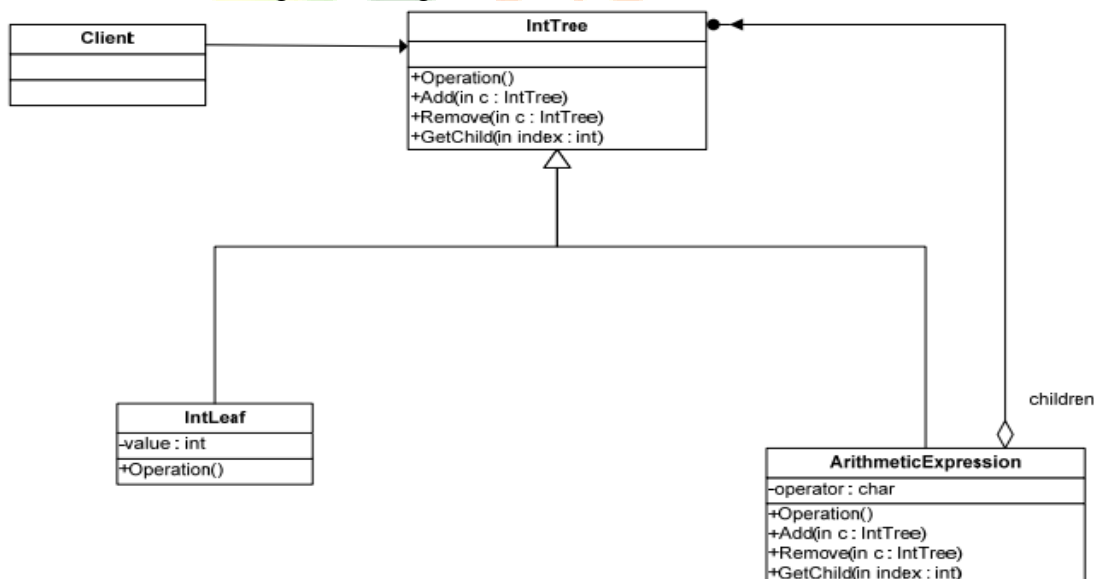 Client
IntTree
+Operation()
+Add(in c : IntTree)
+Remove(in c : IntTree)
+GetChild(in index : int)
children
IntLeaf
-value : int
+Operation()
ArithmeticExpression
-operator : char
+Operation()
+Add(in c : IntTree)
+Remove(in c : IntTree)
+GetChild(in index : int)